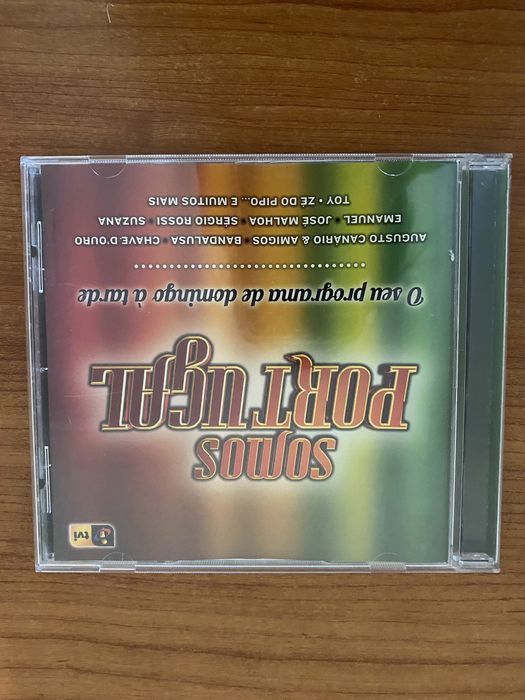 SOMOS
PORTUGAL
O seu programa de domingo à tarde
AUGUSTO CANÁRIO & AMIGOS • BANDALUSA • CHAVE D'OURO
EMANUEL • JOSÉ MALHOA • SÉRGIO ROSSI • SUZANA
TOY • ZÉ DO PIPO... E MUITOS MAIS
tvi